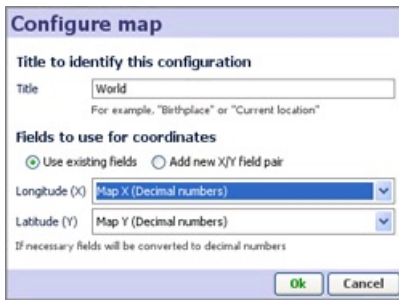 Configure map
Title to identify this configuration
Title World
For example, "Birthplace" or "Current location"
Fields to use for coordinates
Use existing fields Add new X/Y field pair
Longitude (X) Map X (Decimal numbers)
Latitude (Y) Map Y (Decimal numbers)
If necessary fields will be converted to decimal numbers
Ok Cancel